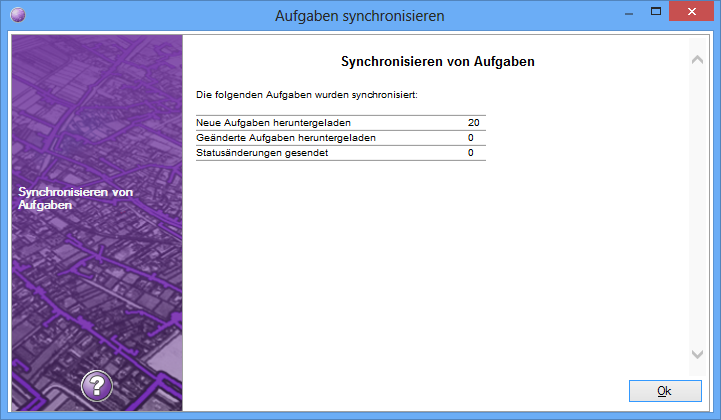 Aufgaben synchronisieren
Synchronisieren von Aufgaben
Die folgenden Aufgaben wurden synchronisiert:
Neue Aufgaben heruntergeladen 20
Geänderte Aufgaben heruntergeladen 0
Statusänderungen gesendet 0
Synchronisieren von
Aufgaben
?
Ok